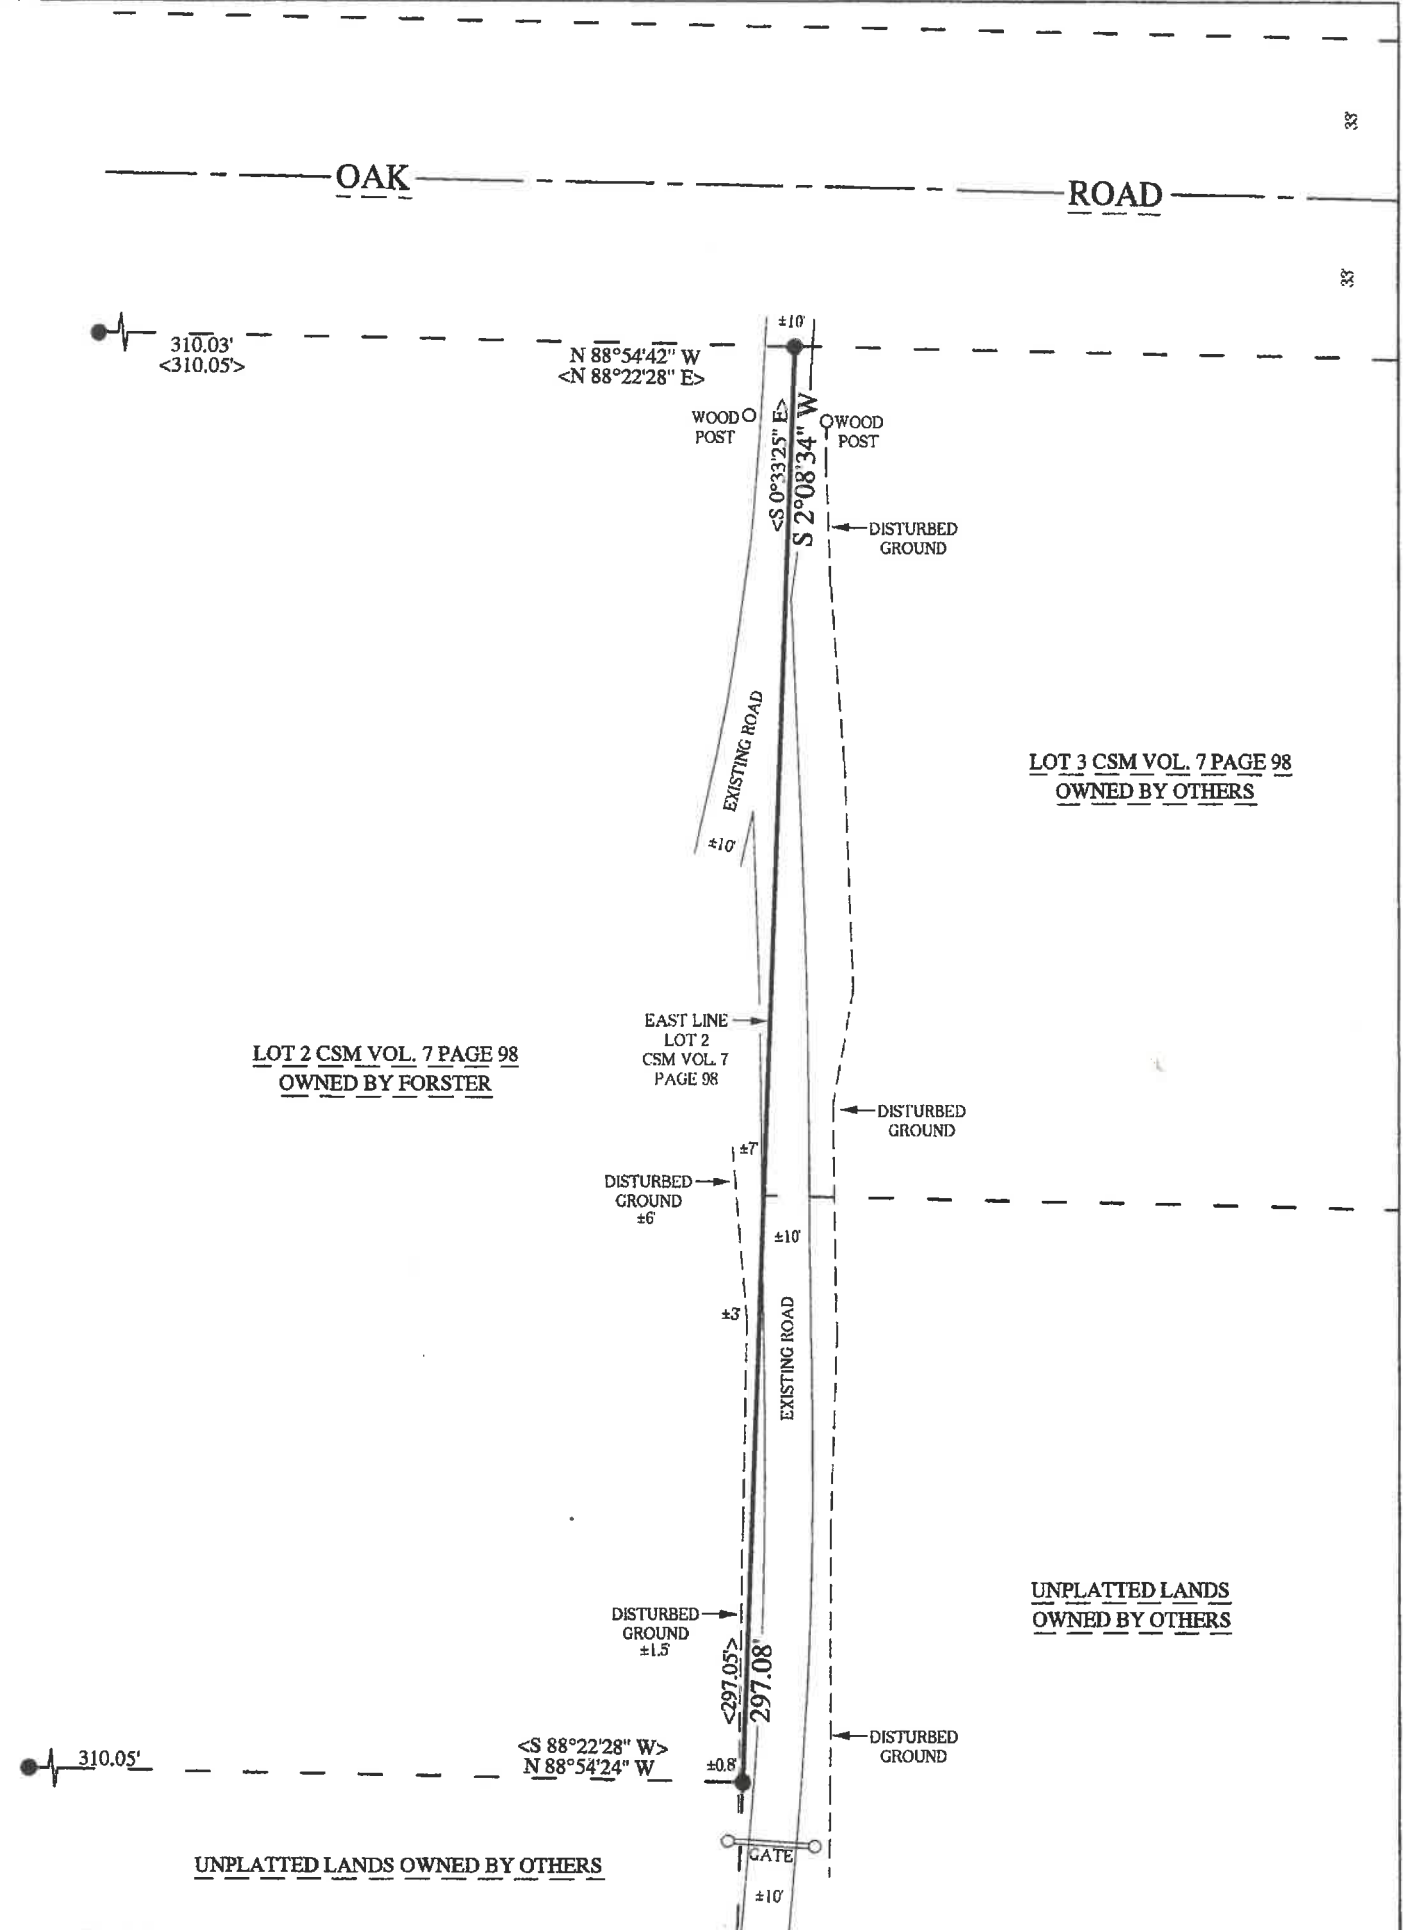 33'
OAK ROAD
33'
±10'
310.03'
<310.05'>
N 88°54'42" W
<N 88°22'28" E>
<S 0°33'25" E>
S 2°08'34" W
WOOD
POST
WOOD
POST
DISTURBED
GROUND
EXISTING ROAD
±10'
LOT 3 CSM VOL. 7 PAGE 98
OWNED BY OTHERS
EAST LINE
LOT 2
CSM VOL. 7
PAGE 98
LOT 2 CSM VOL. 7 PAGE 98
OWNED BY FORSTER
DISTURBED
GROUND
±7'
DISTURBED
GROUND
±6'
±10'
±3'
EXISTING ROAD
UNPLATTED LANDS
OWNED BY OTHERS
DISTURBED
GROUND
±1.5'
<297.05'>
297.08'
DISTURBED
GROUND
310.05'
<S 88°22'28" W>
N 88°54'24" W
±0.8'
GATE
UNPLATTED LANDS OWNED BY OTHERS
±10'